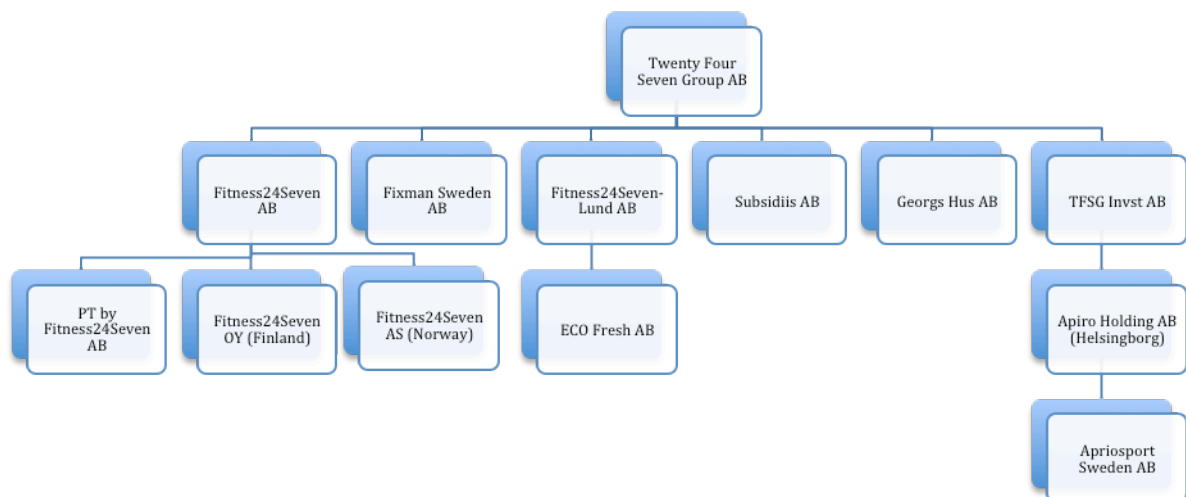 Twenty Four
Seven Group AB
Fitness24Seven
AB
Fixman Sweden
AB
Fitness24Seven-
Lund AB
Subsidiis AB
Georgs Hus AB
TFSG Invst AB
PT by
Fitness24Seven
AB
Fitness24Seven
OY (Finland)
Fitness24Seven
AS (Norway)
ECO Fresh AB
Apiro Holding AB
(Helsingborg)
Apriosport
Sweden AB